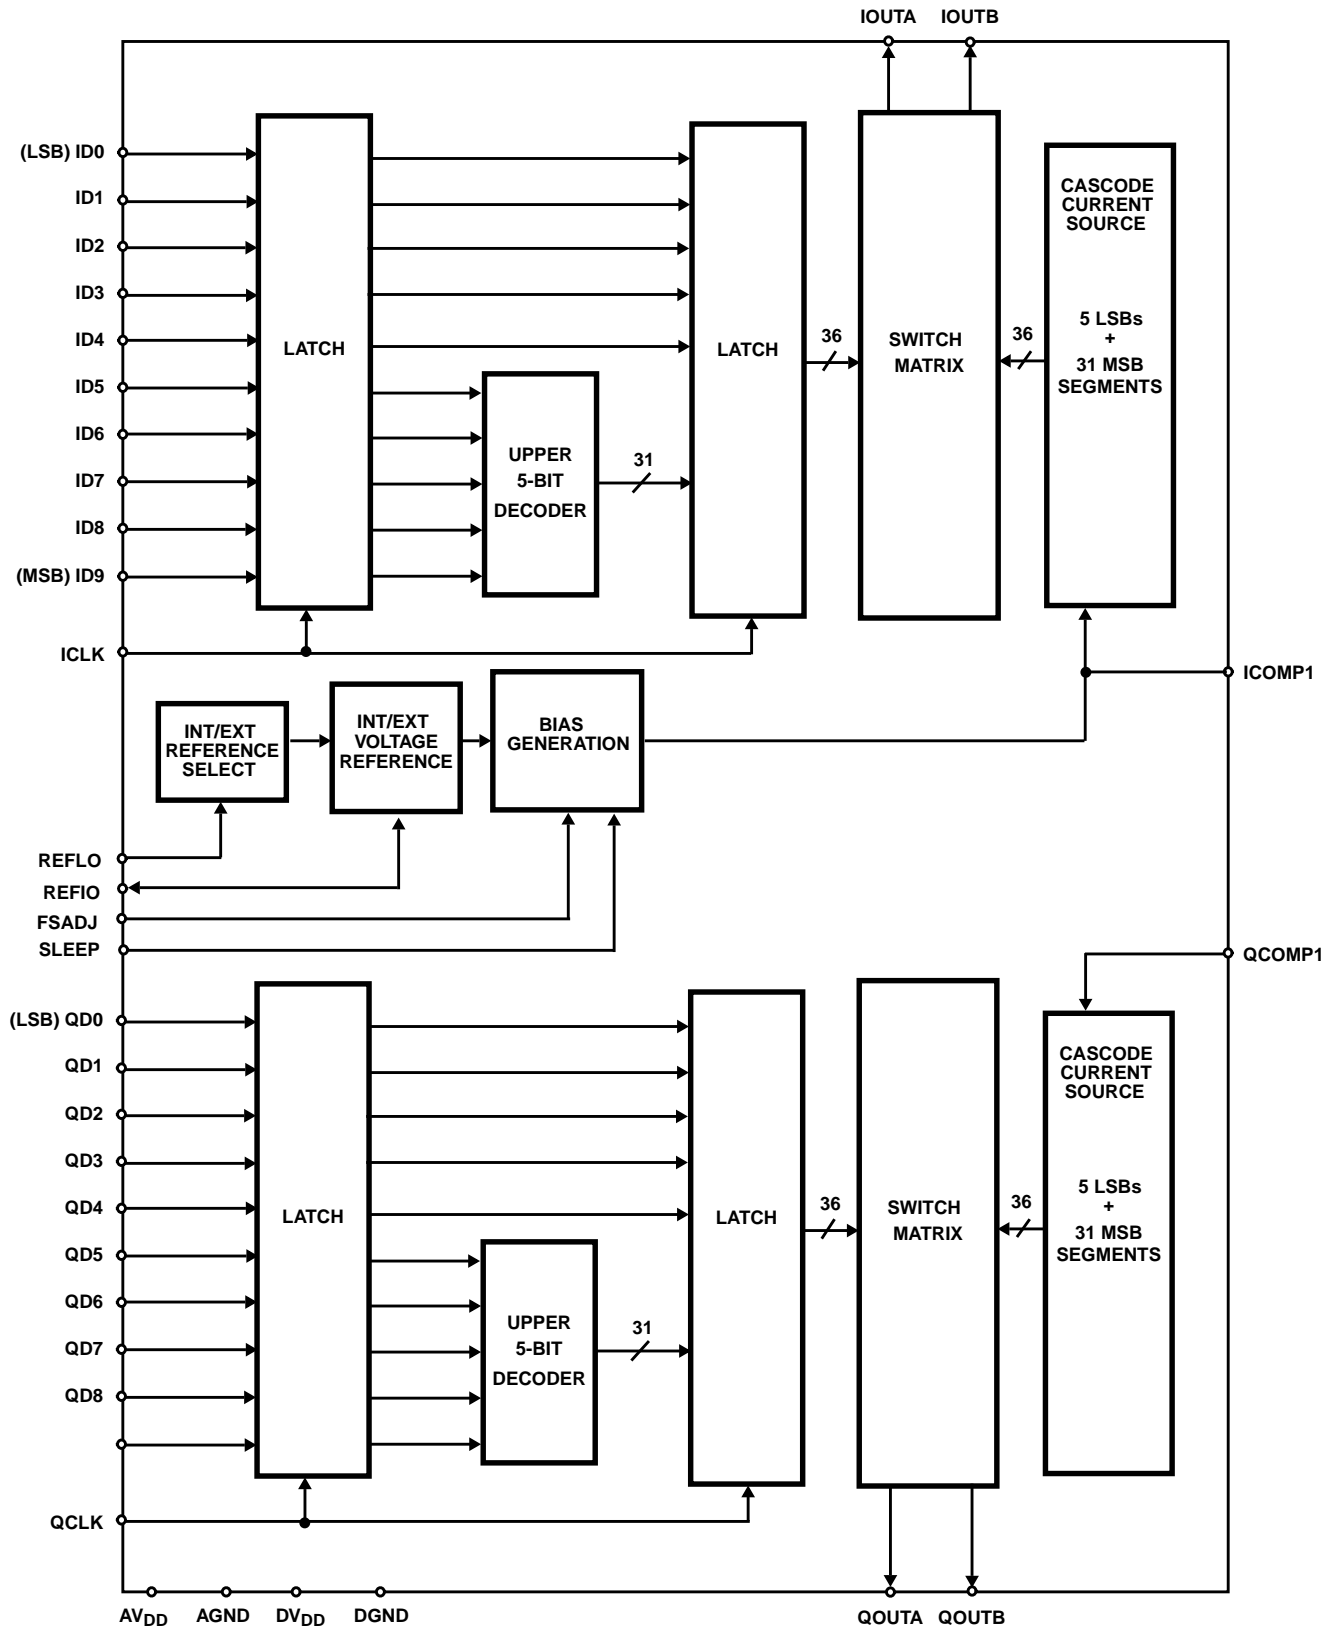 IOUTA IOUTB
(LSB) ID0
ID1
ID2
ID3
ID4
ID5
ID6
ID7
ID8
(MSB) ID9
ICLK
LATCH
UPPER
5-BIT
DECODER
31
LATCH
36
SWITCH
MATRIX
36
CASCODE
CURRENT
SOURCE
5 LSBs
+
31 MSB
SEGMENTS
ICOMP1
INT/EXT
REFERENCE
SELECT
INT/EXT
VOLTAGE
REFERENCE
BIAS
GENERATION
REFLO
REFIO
FSADJ
SLEEP
QCOMP1
(LSB) QD0
QD1
QD2
QD3
QD4
QD5
QD6
QD7
QD8
QCLK
LATCH
UPPER
5-BIT
DECODER
31
LATCH
36
SWITCH
MATRIX
36
CASCODE
CURRENT
SOURCE
5 LSBs
+
31 MSB
SEGMENTS
AVDD AGND DVDD DGND QOUTA QOUTB